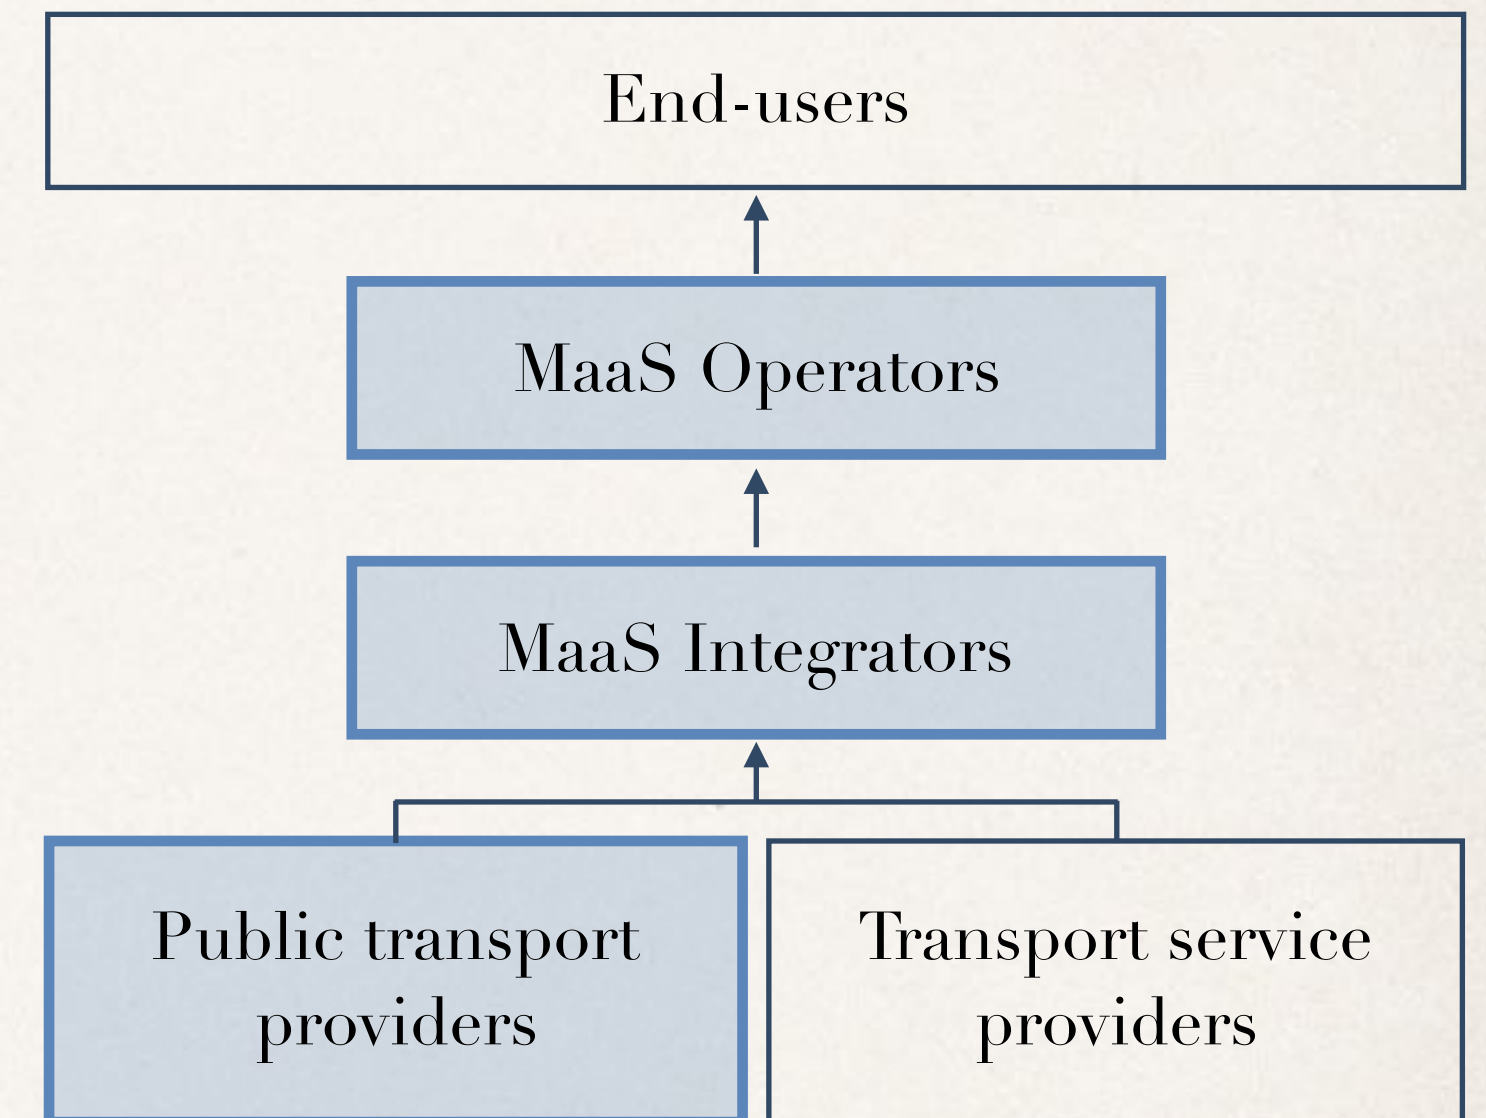 End-users
MaaS Operators
MaaS Integrators
Public transport
providers
Transport service
providers